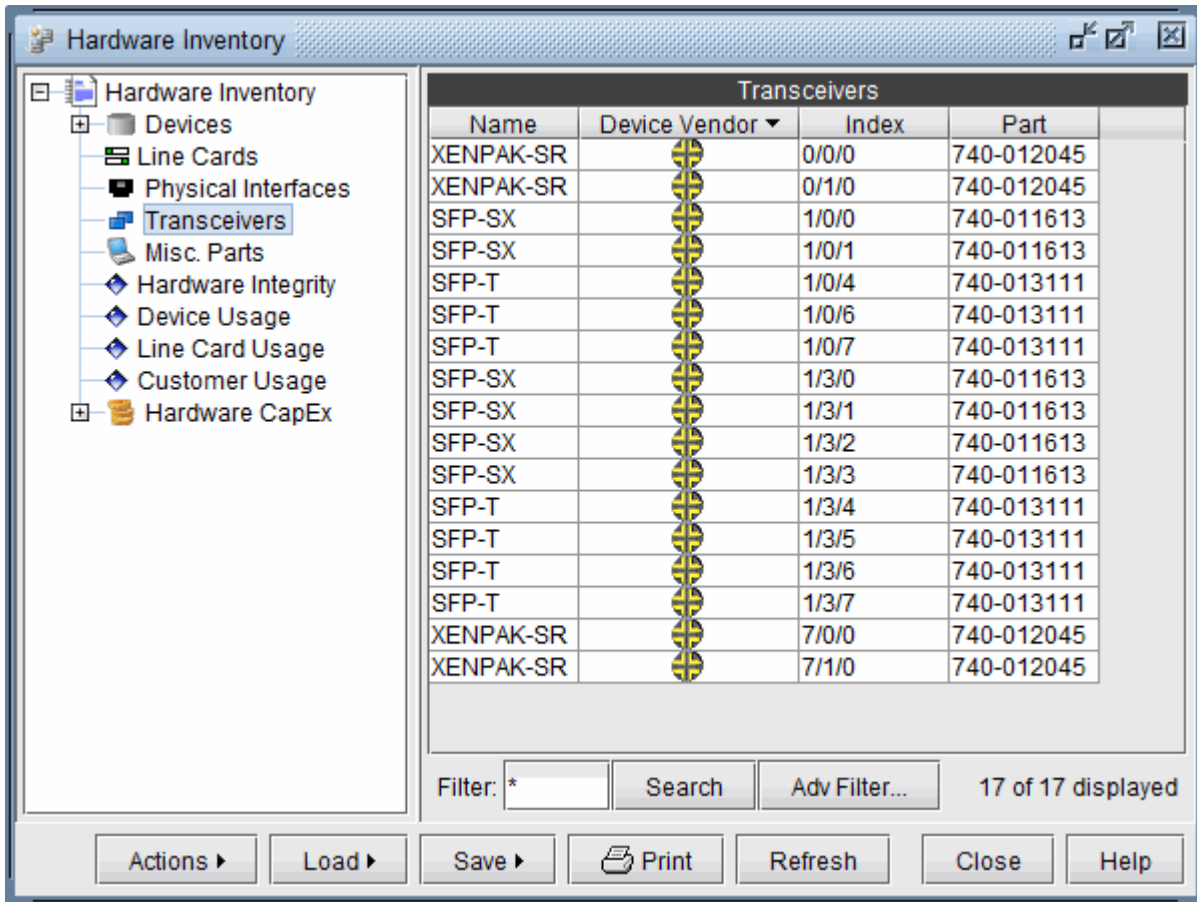 Hardware Inventory
Hardware Inventory
Devices
Line Cards
Physical Interfaces
Transceivers
Misc. Parts
Hardware Integrity
Device Usage
Line Card Usage
Customer Usage
Hardware CapEx
Transceivers
Name Device Vendor Index Part
XENPAK-SR 0/0/0 740-012045
XENPAK-SR 0/1/0 740-012045
SFP-SX 1/0/0 740-011613
SFP-SX 1/0/1 740-011613
SFP-T 1/0/4 740-013111
SFP-T 1/0/6 740-013111
SFP-T 1/0/7 740-013111
SFP-SX 1/3/0 740-011613
SFP-SX 1/3/1 740-011613
SFP-SX 1/3/2 740-011613
SFP-SX 1/3/3 740-011613
SFP-T 1/3/4 740-013111
SFP-T 1/3/5 740-013111
SFP-T 1/3/6 740-013111
SFP-T 1/3/7 740-013111
XENPAK-SR 7/0/0 740-012045
XENPAK-SR 7/1/0 740-012045
Filter: * Search Adv Filter... 17 of 17 displayed
Actions Load Save Print Refresh Close Help